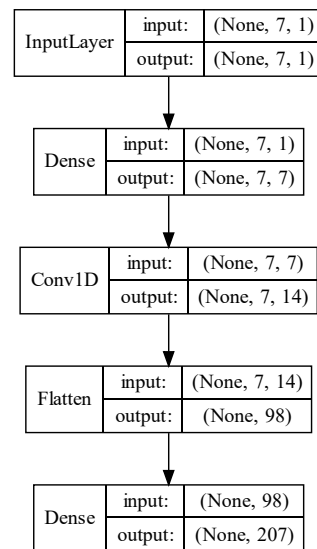 InputLayer
input: (None, 7, 1)
output: (None, 7, 1)
Dense
input: (None, 7, 1)
output: (None, 7, 7)
Conv1D
input: (None, 7, 7)
output: (None, 7, 14)
Flatten
input: (None, 7, 14)
output: (None, 98)
Dense
input: (None, 98)
output: (None, 207)